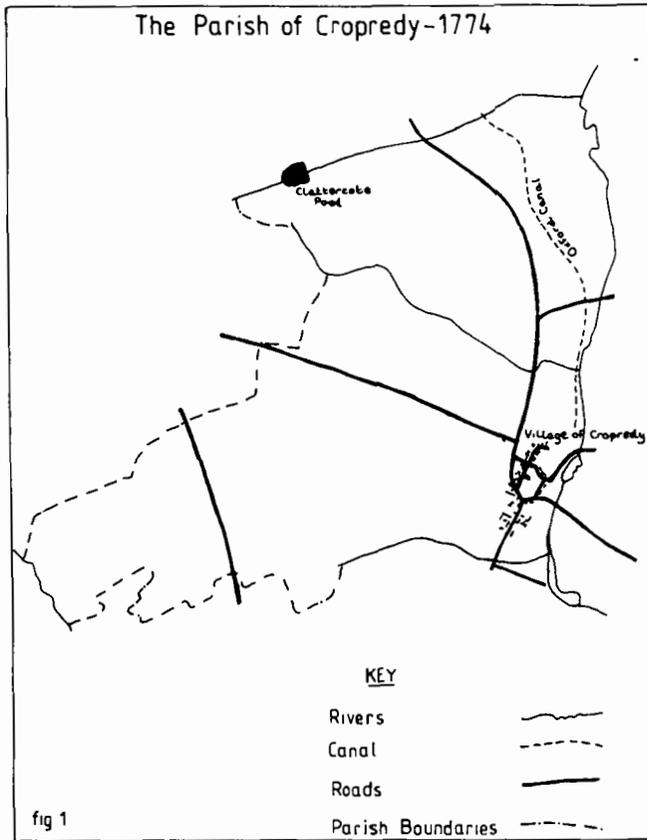 The Parish of Cropredy-1774
Clattercote
Pool
Oxford Canal
Village of Cropredy
KEY
Rivers
Canal
Roads
Parish Boundaries
fig 1